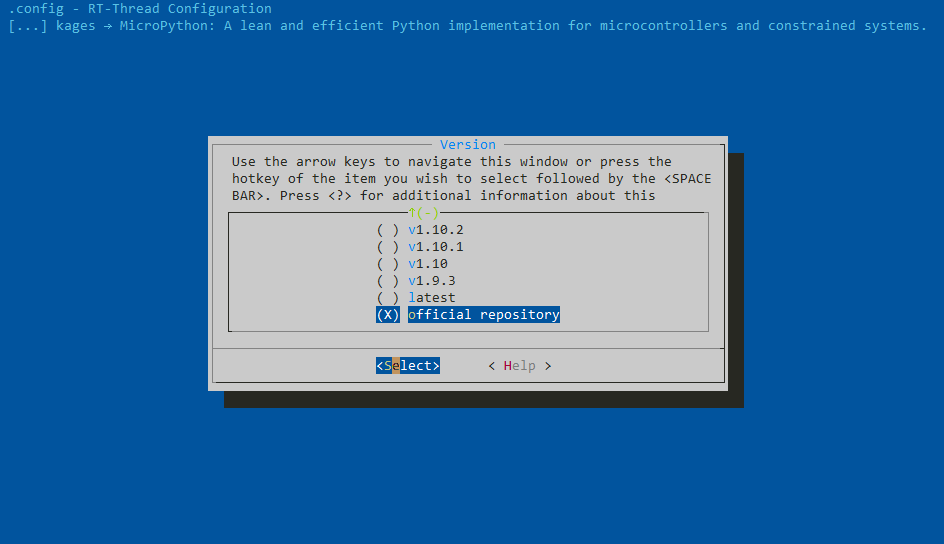 .config - RT-Thread Configuration
[...] kages → MicroPython: A lean and efficient Python implementation for microcontrollers and constrained systems.
Version
Use the arrow keys to navigate this window or press the
hotkey of the item you wish to select followed by the <SPACE
BAR>. Press <?> for additional information about this
↑(-)
( ) v1.10.2
( ) v1.10.1
( ) v1.10
( ) v1.9.3
( ) latest
(X) official repository
<Select> < Help >